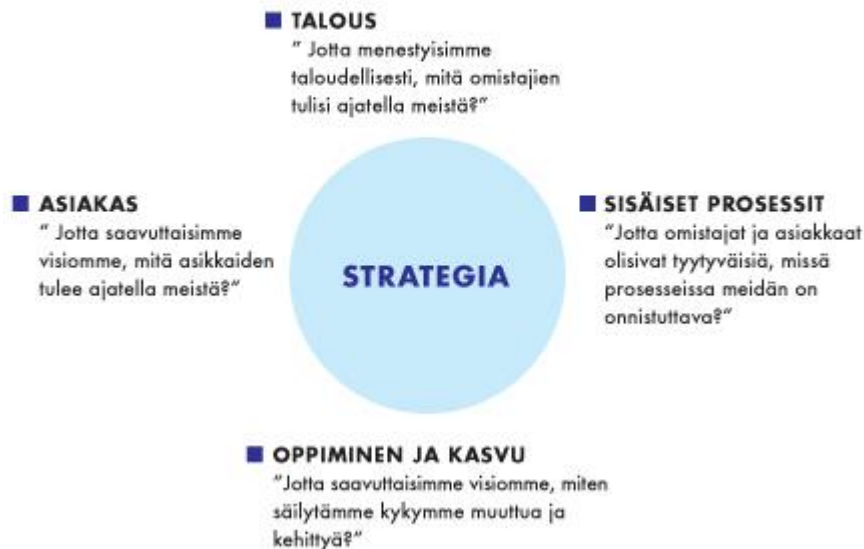 TALOUS
" Jotta menestyisimme
taloudellisesti, mitä omistajien
tulisi ajatella meistä?"
ASIAKAS
" Jotta saavuttaisimme
visiomme, mitä asikkaiden
tulee ajatella meistä?"
STRATEGIA
SISÄISET PROSESSIT
"Jotta omistajat ja asiakkaat
olisivat tyytyväisiä, missä
prosesseissa meidän on
onnistuttava?"
OPPIMINEN JA KASVU
"Jotta saavuttaisimme visiomme, miten
säilytämme kykymme muuttua ja
kehittyä?"